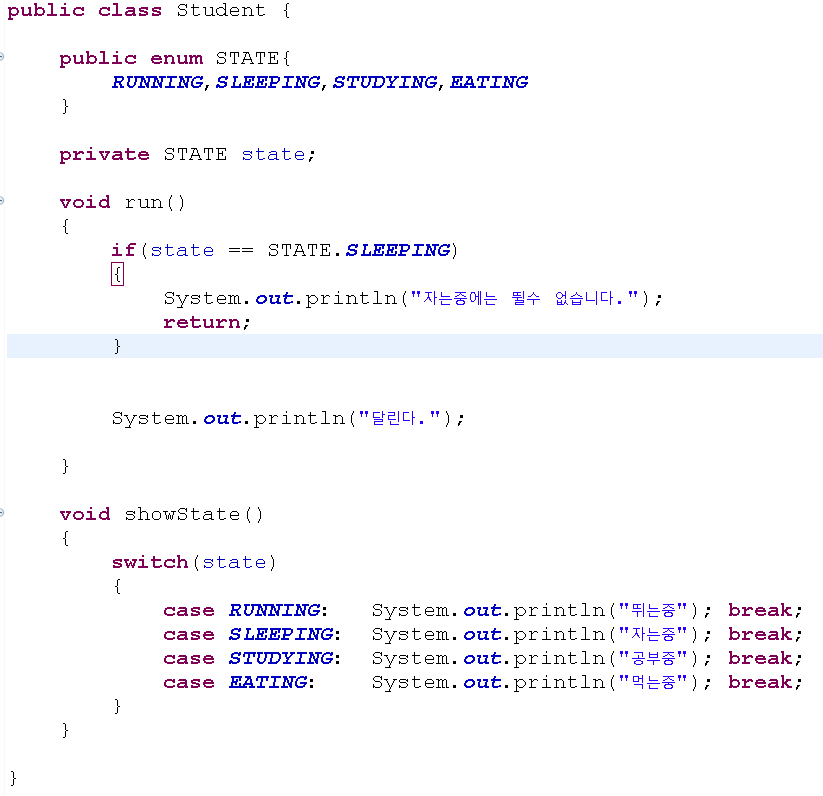 public class Student {
public enum STATE{
RUNNING,SLEEPING,STUDYING,EATING
}
private STATE state;
void run()
{
if(state == STATE.SLEEPING)
{
System.out.println("자는중에는 뛸수 없습니다.");
return;
}
System.out.println("달린다.");
}
void showState()
{
switch(state)
{
case RUNNING: System.out.println("뛰는중"); break;
case SLEEPING: System.out.println("자는중"); break;
case STUDYING: System.out.println("공부중"); break;
case EATING: System.out.println("먹는중"); break;
}
}
}